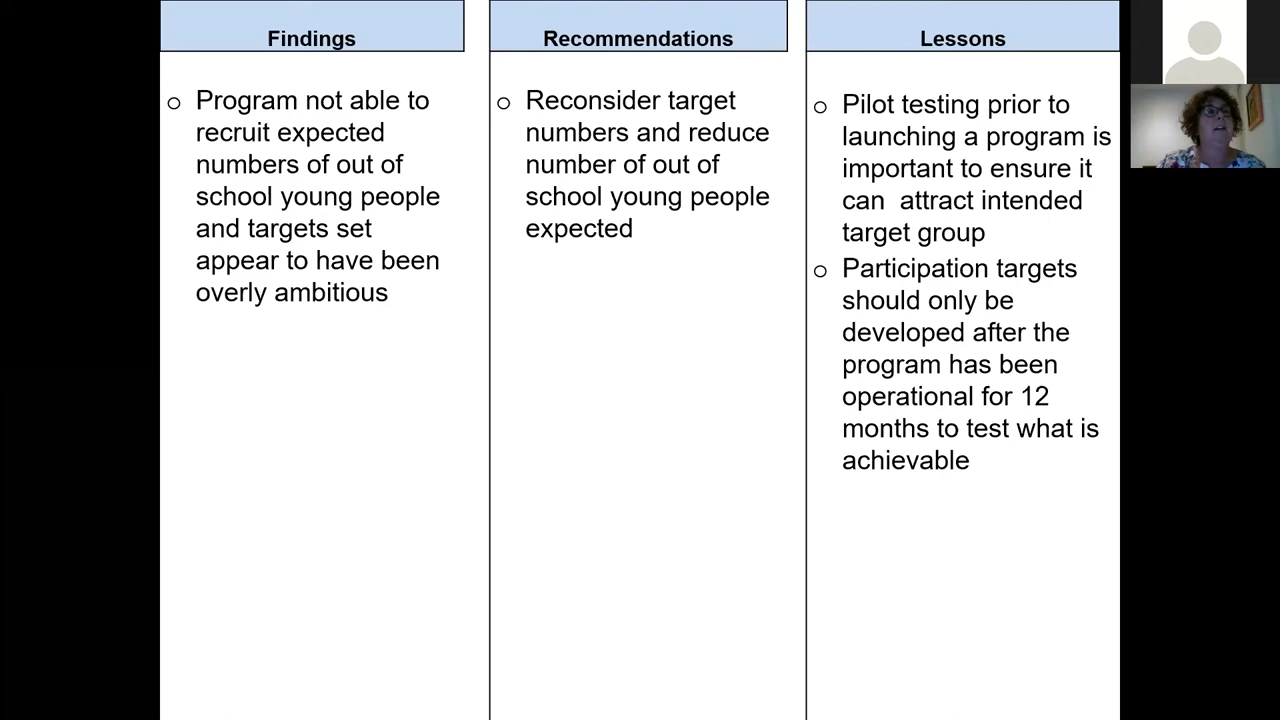 Findings
Program not able to
recruit expected
numbers of out of
school young people
and targets set
appear to have been
overly ambitious
Recommendations
Reconsider target
numbers and reduce
number of out of
school young people
expected
Lessons
Pilot testing prior to
launching a program is
important to ensure it
can  attract intended
target group
Participation targets
should only be
developed after the
program has been
operational for 12
months to test what is
achievable